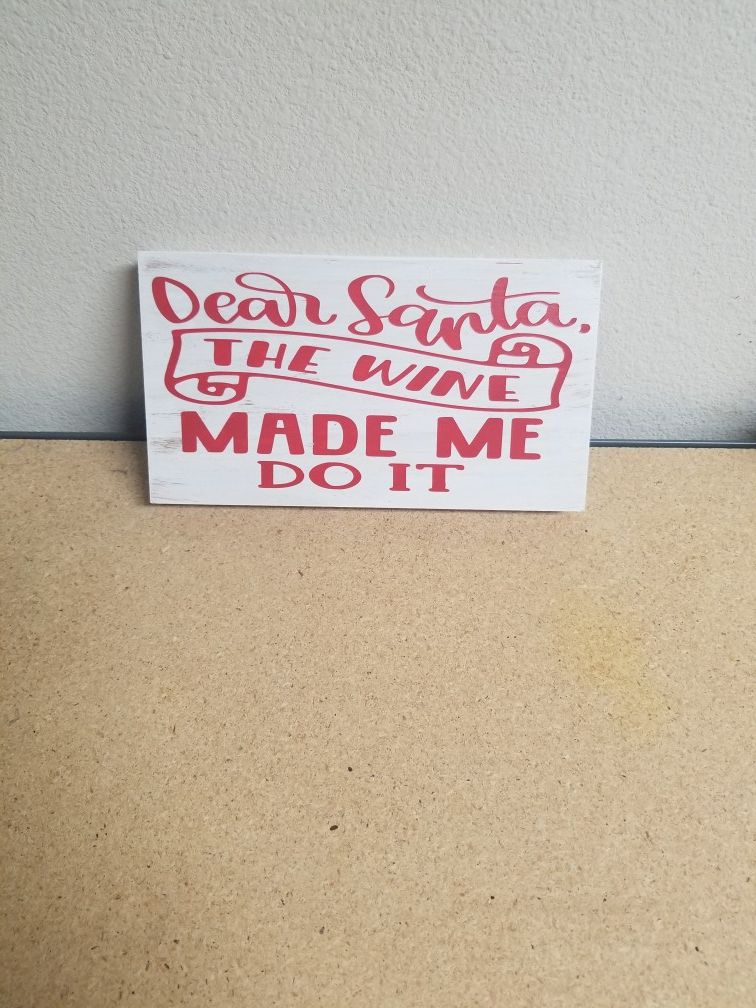 Dear Santa,
THE WINE
MADE ME
DO IT